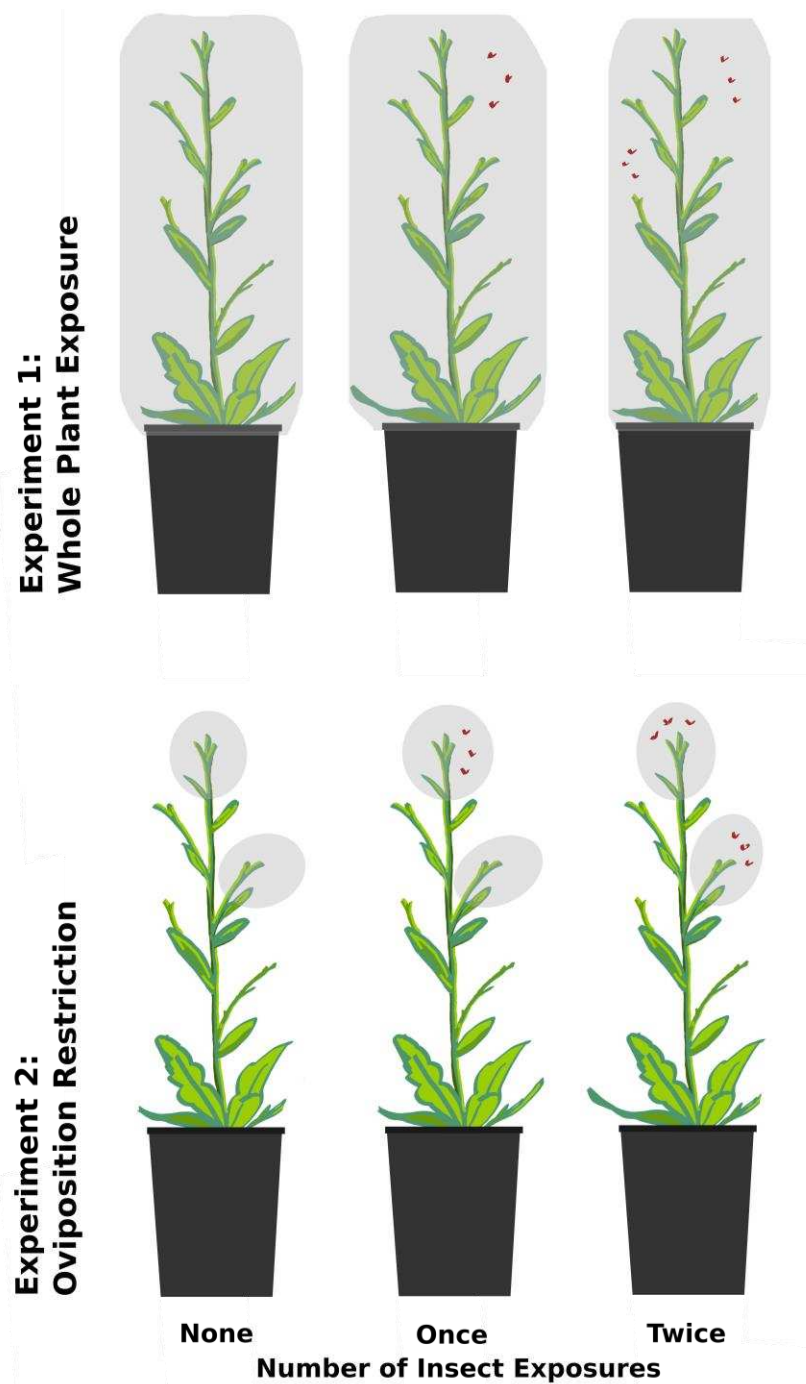 Experiment 1:
Whole Plant Exposure
Experiment 2:
Oviposition Restriction
None
Once
Twice
Number of Insect Exposures